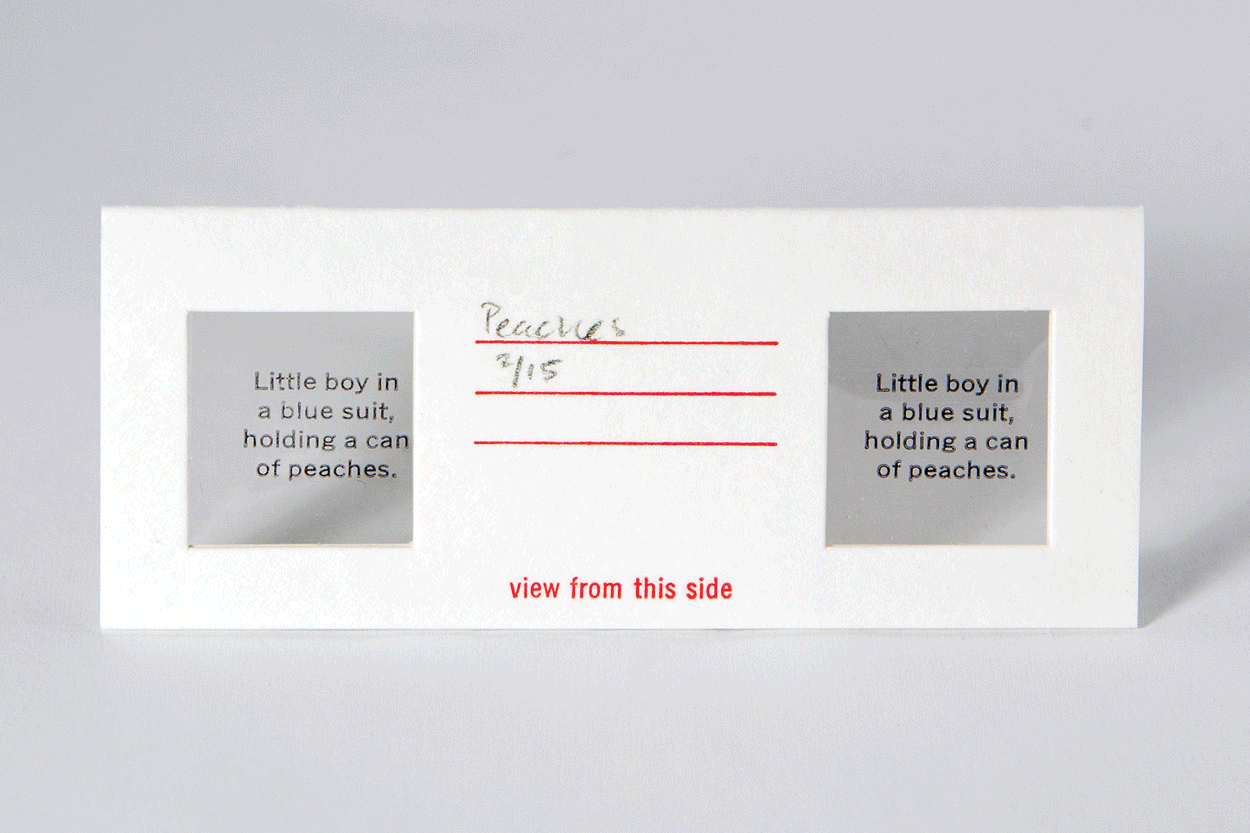 Little boy in
a blue suit,
holding a can
of peaches.
Peaches
2/15
view from this side
Little boy in
a blue suit,
holding a can
of peaches.